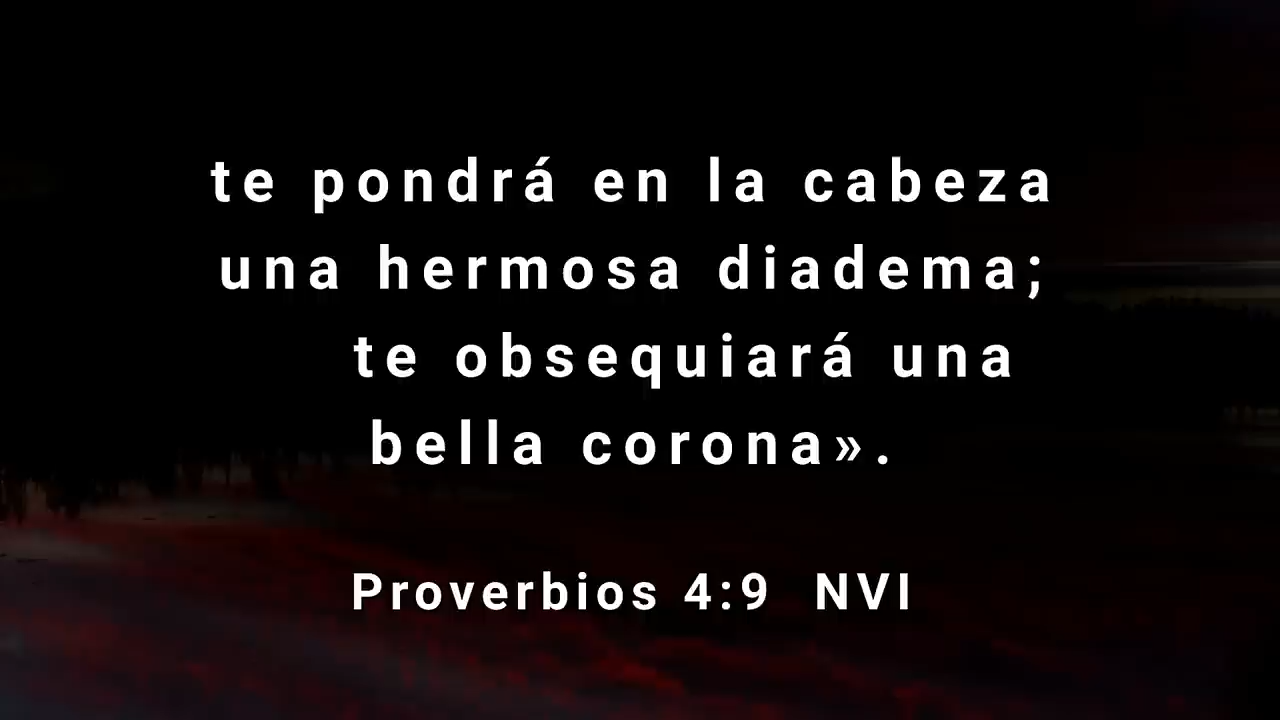 te pondrá en la cabeza
una hermosa diadema;
te obsequiará una
bella corona».
Proverbios 4:9 NVI